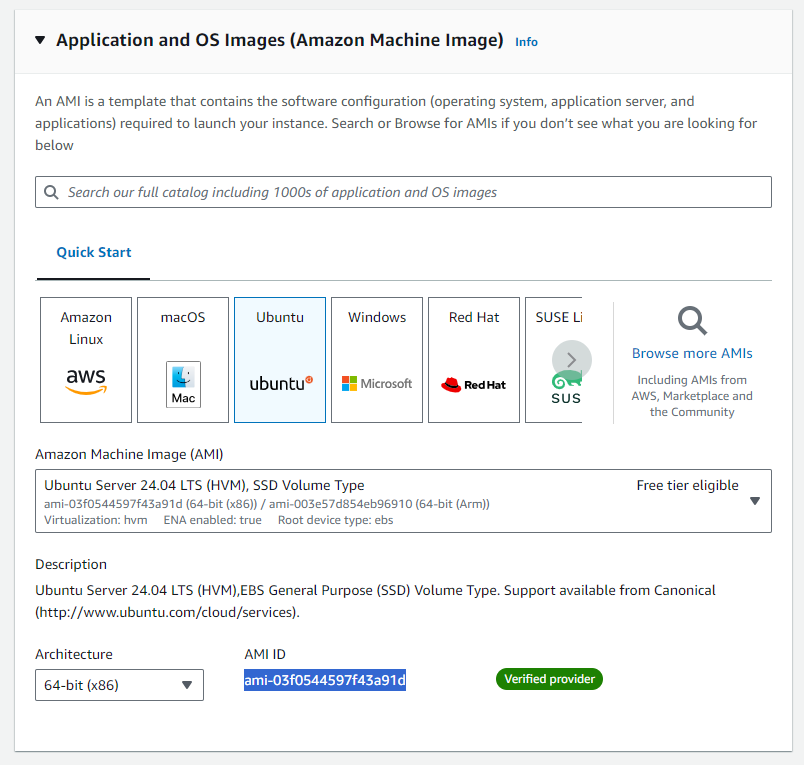 Application and OS Images (Amazon Machine Image) Info
An AMI is a template that contains the software configuration (operating system, application server, and
applications) required to launch your instance. Search or Browse for AMIs if you don't see what you are looking for
below
Search our full catalog including 1000s of application and OS images
Quick Start
Amazon
Linux
aws
macOS
Mac
Ubuntu
ubuntu
Windows
Microsoft
Red Hat
Red Hat
SUSE Li
SUS
Browse more AMIs
Including AMIs from
AWS, Marketplace and
the Community
Amazon Machine Image (AMI)
Ubuntu Server 24.04 LTS (HVM), SSD Volume Type
Free tier eligible
ami-03f0544597f43a91d (64-bit (x86)) / ami-003e57d854eb96910 (64-bit (Arm))
Virtualization: hvm ENA enabled: true Root device type: ebs
Description
Ubuntu Server 24.04 LTS (HVM),EBS General Purpose (SSD) Volume Type. Support available from Canonical
(http://www.ubuntu.com/cloud/services).
Architecture
64-bit (x86)
AMI ID
ami-03f0544597f43a91d
Verified provider